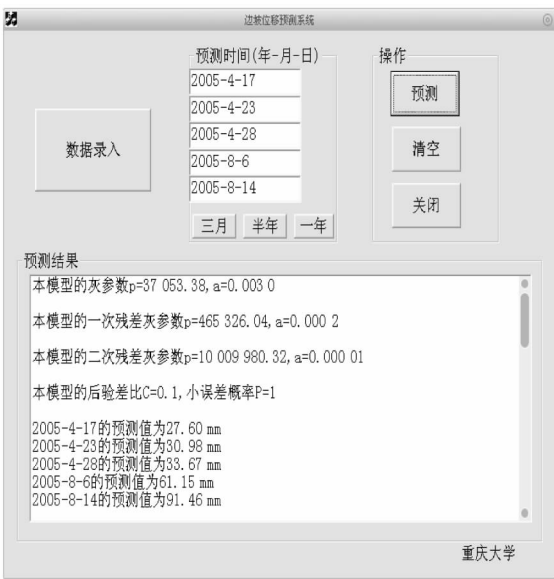 边坡位移预测系统
预测时间(年-月-日)
2005-4-17
2005-4-23
2005-4-28
2005-8-6
2005-8-14
三月 半年 一年
数据录入
操作
预测
清空
关闭
预测结果
本模型的灰参数p=37 053.38,a=0.003 0
本模型的一次残差灰参数p=465 326.04,a=0.000 2
本模型的二次残差灰参数p=10 009 980.32,a=0.000 01
本模型的后验差比C=0.1,小误差概率P=1
2005-4-17的预测值为27.60 mm
2005-4-23的预测值为30.98 mm
2005-4-28的预测值为33.67 mm
2005-8-6的预测值为61.15 mm
2005-8-14的预测值为91.46 mm
重庆大学